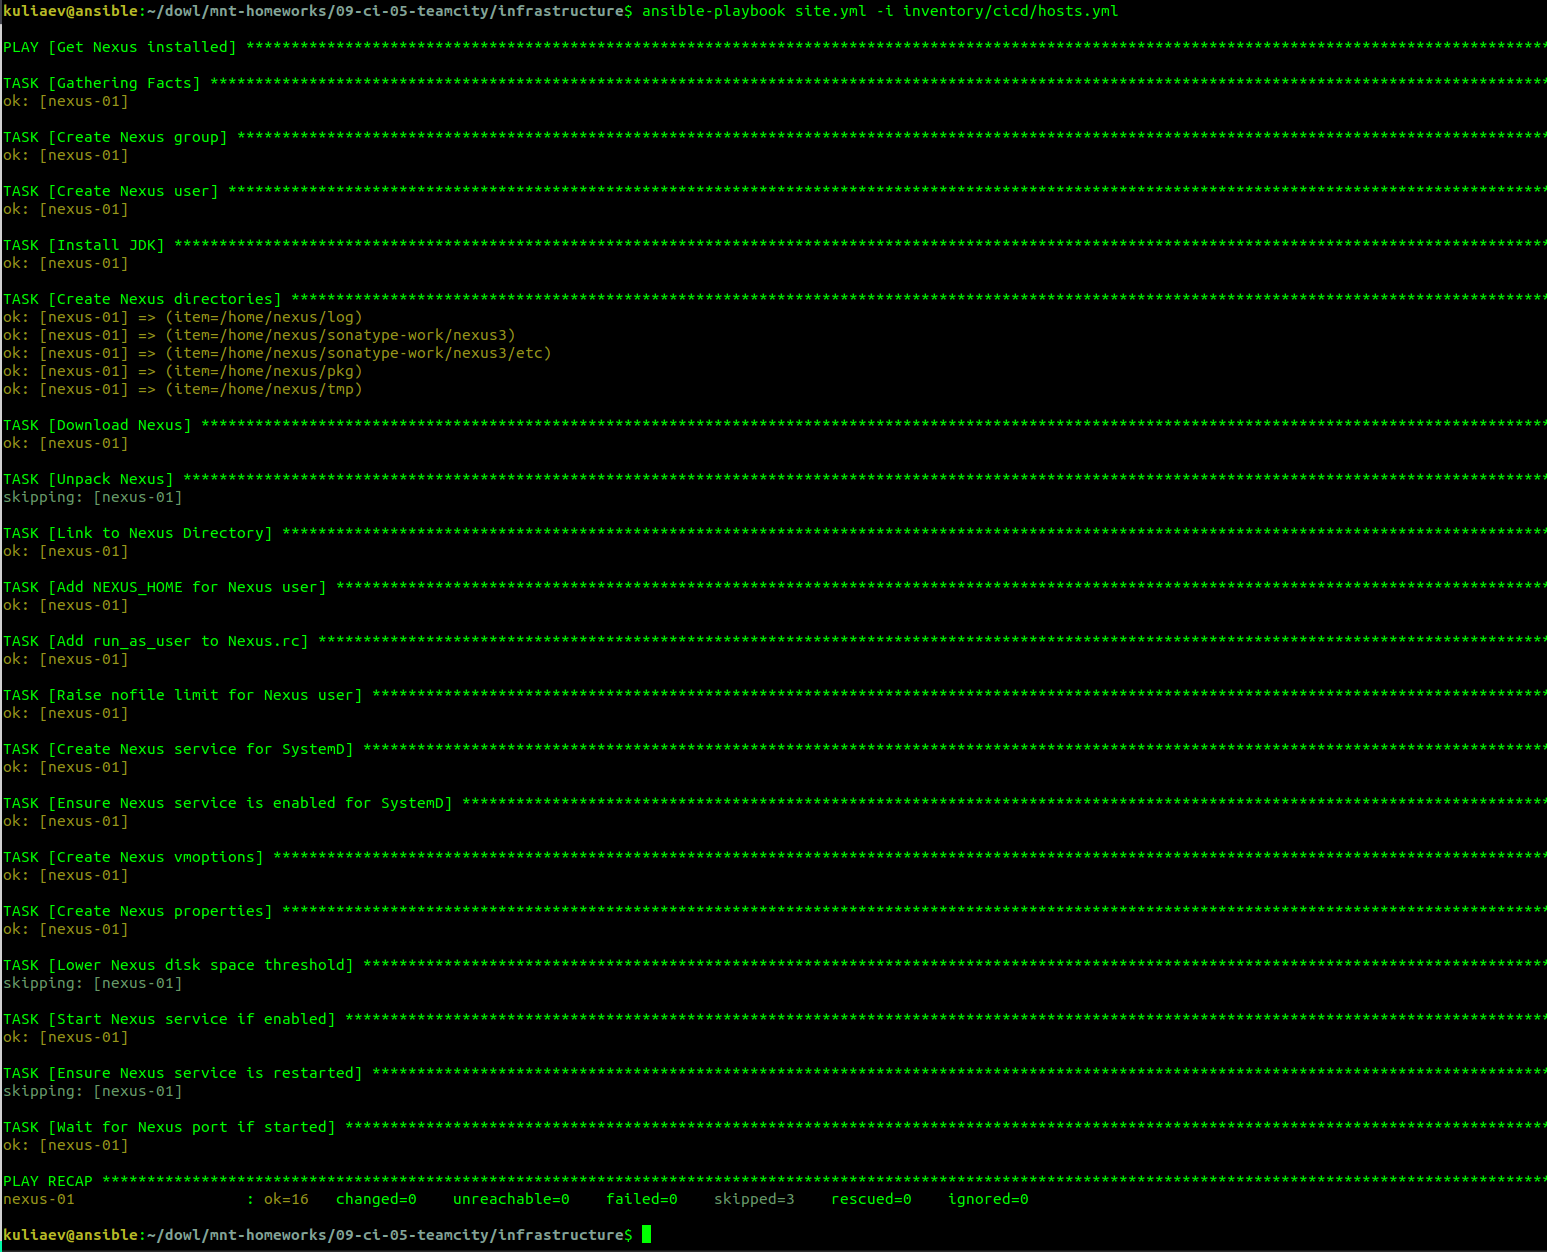 kuliaev@ansible:~/dowl/mnt-homeworks/09-ci-05-teamcity/infrastructure$ ansible-playbook site.yml -i inventory/cicd/hosts.yml
PLAY [Get Nexus installed] ************************************************************************************************************************************************
TASK [Gathering Facts] ****************************************************************************************************************************************************
ok: [nexus-01]
TASK [Create Nexus group] *************************************************************************************************************************************************
ok: [nexus-01]
TASK [Create Nexus user] **************************************************************************************************************************************************
ok: [nexus-01]
TASK [Install JDK] ********************************************************************************************************************************************************
ok: [nexus-01]
TASK [Create Nexus directories] *******************************************************************************************************************************************
ok: [nexus-01] => (item=/home/nexus/log)
ok: [nexus-01] => (item=/home/nexus/sonatype-work/nexus3)
ok: [nexus-01] => (item=/home/nexus/sonatype-work/nexus3/etc)
ok: [nexus-01] => (item=/home/nexus/pkg)
ok: [nexus-01] => (item=/home/nexus/tmp)
TASK [Download Nexus] *****************************************************************************************************************************************************
ok: [nexus-01]
TASK [Unpack Nexus] *******************************************************************************************************************************************************
skipping: [nexus-01]
TASK [Link to Nexus Directory] ********************************************************************************************************************************************
ok: [nexus-01]
TASK [Add NEXUS_HOME for Nexus user] **************************************************************************************************************************************
ok: [nexus-01]
TASK [Add run_as_user to Nexus.rc] ****************************************************************************************************************************************
ok: [nexus-01]
TASK [Raise nofile limit for Nexus user] **********************************************************************************************************************************
ok: [nexus-01]
TASK [Create Nexus service for SystemD] ***********************************************************************************************************************************
ok: [nexus-01]
TASK [Ensure Nexus service is enabled for SystemD] ************************************************************************************************************************
ok: [nexus-01]
TASK [Create Nexus vmoptions] *********************************************************************************************************************************************
ok: [nexus-01]
TASK [Create Nexus properties] ********************************************************************************************************************************************
ok: [nexus-01]
TASK [Lower Nexus disk space threshold] ***********************************************************************************************************************************
skipping: [nexus-01]
TASK [Start Nexus service if enabled] *************************************************************************************************************************************
ok: [nexus-01]
TASK [Ensure Nexus service is restarted] **********************************************************************************************************************************
skipping: [nexus-01]
TASK [Wait for Nexus port if started] *************************************************************************************************************************************
ok: [nexus-01]
PLAY RECAP ****************************************************************************************************************************************************************
nexus-01                   : ok=16   changed=0    unreachable=0    failed=0    skipped=3    rescued=0    ignored=0
kuliaev@ansible:~/dowl/mnt-homeworks/09-ci-05-teamcity/infrastructure$